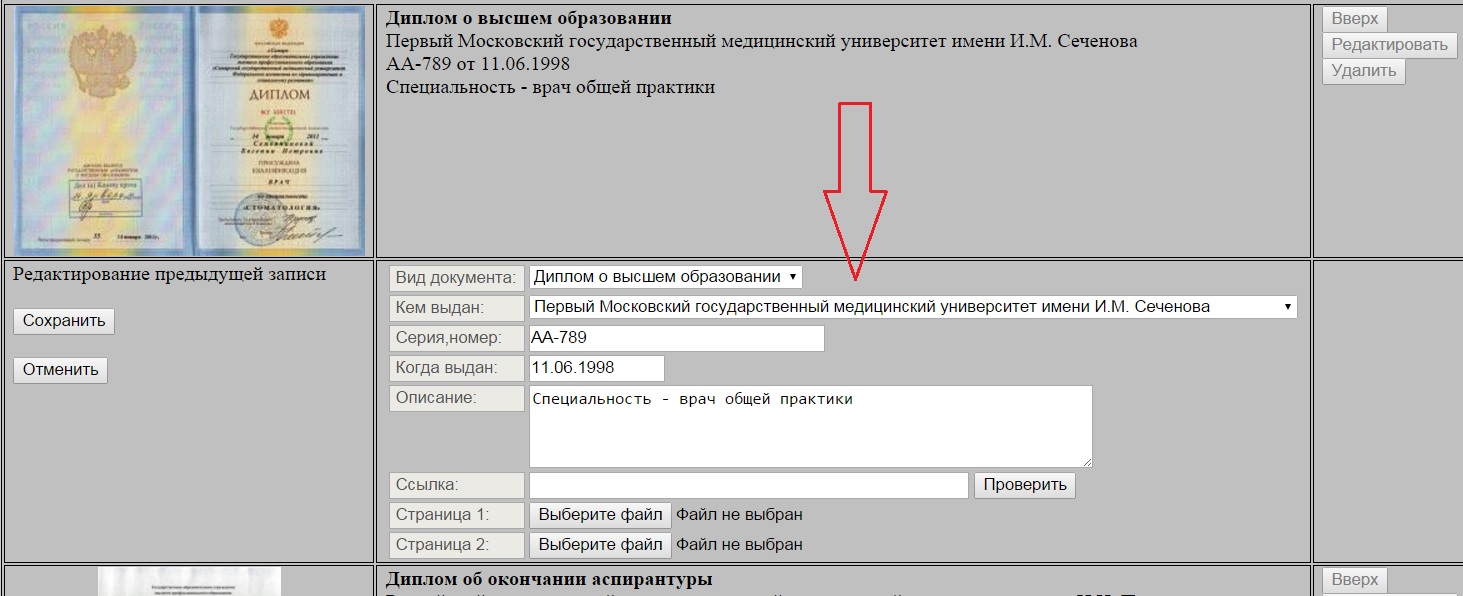 ДИПЛОМ
ПРИСУЖДЕНА
КВАЛИФИКАЦИЯ
ВРАЧ
«СТОМАТОЛОГИЯ»
Диплом о высшем образовании
Первый Московский государственный медицинский университет имени И.М. Сеченова
АА-789 от 11.06.1998
Специальность - врач общей практики
Вверх
Редактировать
Удалить
Редактирование предыдущей записи
Сохранить
Отменить
Вид документа: Диплом о высшем образовании
Кем выдан: Первый Московский государственный медицинский университет имени И.М. Сеченова
Серия,номер: АА-789
Когда выдан: 11.06.1998
Описание: Специальность - врач общей практики
Ссылка: Проверить
Страница 1: Выберите файл Файл не выбран
Страница 2: Выберите файл Файл не выбран
Диплом об окончании аспирантуры
Вверх